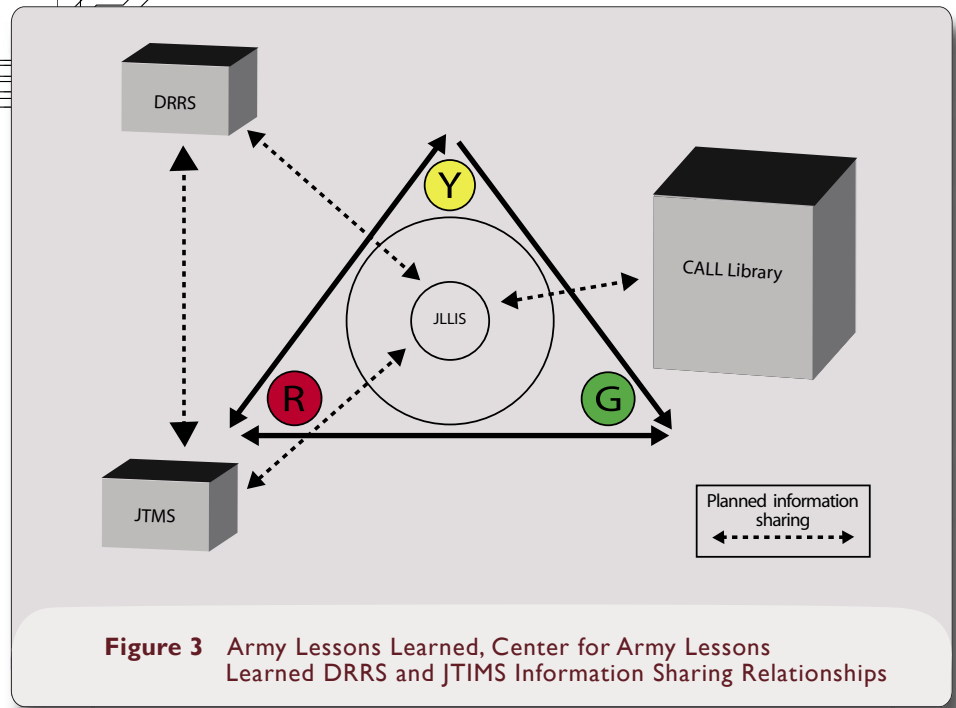 DRRS
Y
CALL Library
JLLIS
R
G
JTMS
Planned information
sharing
Figure 3 Army Lessons Learned, Center for Army Lessons
Learned DRRS and JTIMS Information Sharing Relationships